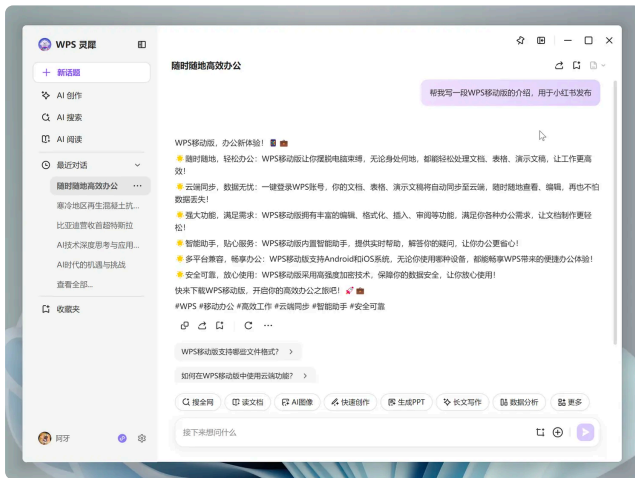 WPS 灵犀
新话题
AI 创作
AI 搜索
AI 阅读
最近对话
随时随地高效办公
寒冷地区再生混凝土抗...
比亚迪营收首超特斯拉
AI技术深度思考与应用...
AI时代的机遇与挑战
查看全部...
收藏夹
阿牙
随时随地高效办公
帮我写一段WPS移动版的介绍，用于小红书发布
WPS移动版，办公新体验！
随时随地，轻松办公：WPS移动版让你摆脱电脑束缚，无论身处何地，都能轻松处理文档、表格、演示文稿，让工作更高
效！
云端同步，数据无忧：一键登录WPS账号，你的文档、表格、演示文稿将自动同步至云端，随时随地查看、编辑，再也不怕
数据丢失！
强大功能，满足需求：WPS移动版拥有丰富的编辑、格式化、插入、审阅等功能，满足你各种办公需求，让文档制作更轻
松！
智能助手，贴心服务：WPS移动版内置智能助手，提供实时帮助，解答你的疑问，让你办公更省心！
多平台兼容，畅享办公：WPS移动版支持Android和iOS系统，无论你使用哪种设备，都能畅享WPS带来的便捷办公体验！
安全可靠，放心使用：WPS移动版采用高强度加密技术，保障你的数据安全，让你放心使用！
快来下载WPS移动版，开启你的高效办公之旅吧！
#WPS #移动办公 #高效工作 #云端同步 #智能助手 #安全可靠
WPS移动版支持哪些文件格式？
如何在WPS移动版中使用云端功能？
搜全网
读文档
AI图像
快速创作
生成PPT
长文写作
数据分析
更多
接下来想问什么